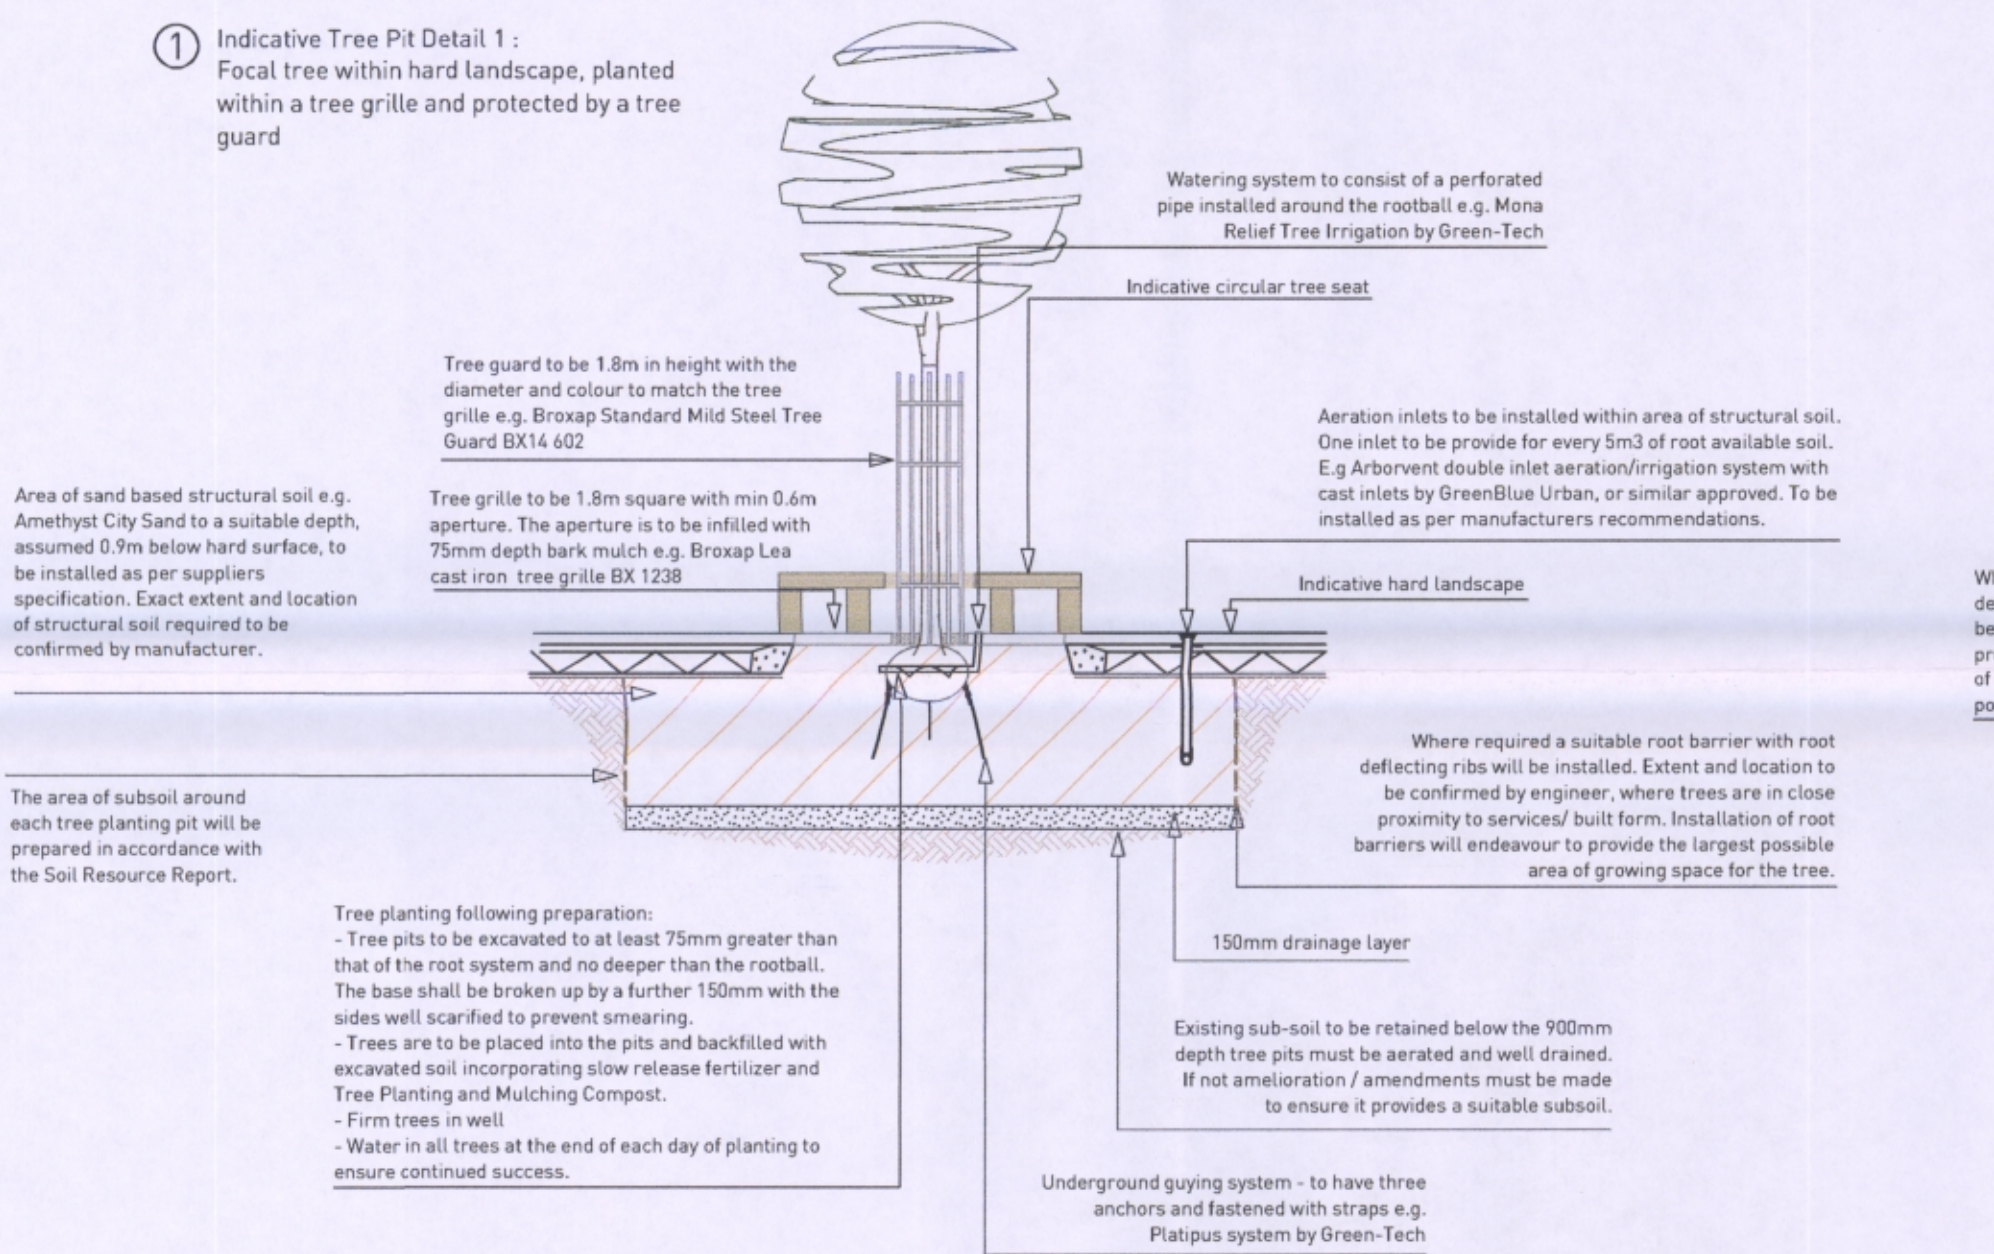 1
Indicative Tree Pit Detail 1 :
Focal tree within hard landscape, planted
within a tree grille and protected by a tree
guard
Watering system to consist of a perforated
pipe installed around the rootball e.g. Mona
Relief Tree Irrigation by Green-Tech
Indicative circular tree seat
Tree guard to be 1.8m in height with the
diameter and colour to match the tree
grille e.g. Broxap Standard Mild Steel Tree
Guard BX14 602
Aeration inlets to be installed within area of structural soil.
One inlet to be provide for every 5m3 of root available soil.
E.g Arborvent double inlet aeration/irrigation system with
cast inlets by GreenBlue Urban, or similar approved. To be
installed as per manufacturers recommendations.
Area of sand based structural soil e.g.
Amethyst City Sand to a suitable depth,
assumed 0.9m below hard surface, to
be installed as per suppliers
specification. Exact extent and location
of structural soil required to be
confirmed by manufacturer.
Tree grille to be 1.8m square with min 0.6m
aperture. The aperture is to be infilled with
75mm depth bark mulch e.g. Broxap Lea
cast iron tree grille BX 1238
Indicative hard landscape
de
be
pr
of
po
Where required a suitable root barrier with root
deflecting ribs will be installed. Extent and location to
be confirmed by engineer, where trees are in close
proximity to services/ built form. Installation of root
barriers will endeavour to provide the largest possible
area of growing space for the tree.
The area of subsoil around
each tree planting pit will be
prepared in accordance with
the Soil Resource Report.
Tree planting following preparation:
- Tree pits to be excavated to at least 75mm greater than
that of the root system and no deeper than the rootball.
The base shall be broken up by a further 150mm with the
sides well scarified to prevent smearing.
- Trees are to be placed into the pits and backfilled with
excavated soil incorporating slow release fertilizer and
Tree Planting and Mulching Compost.
- Firm trees in well
- Water in all trees at the end of each day of planting to
ensure continued success.
150mm drainage layer
Existing sub-soil to be retained below the 900mm
depth tree pits must be aerated and well drained.
If not amelioration / amendments must be made
to ensure it provides a suitable subsoil.
Underground guying system - to have three
anchors and fastened with straps e.g.
Platipus system by Green-Tech